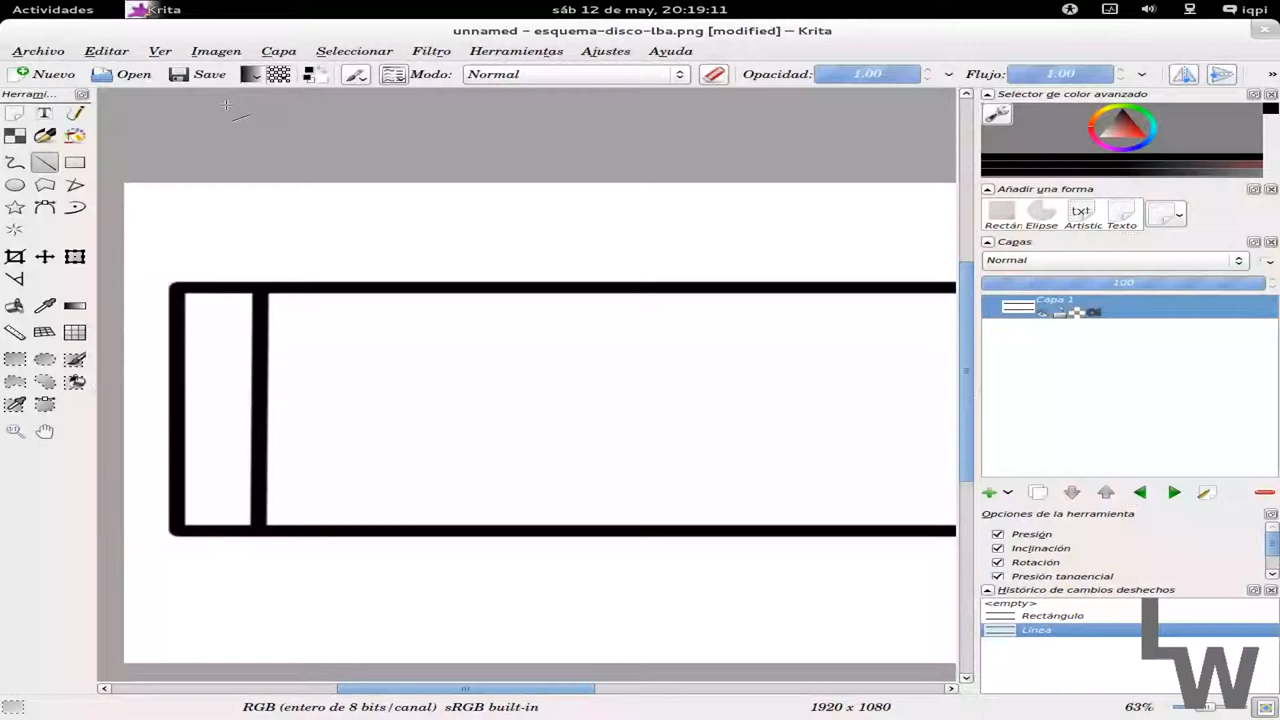 Actividades Krita sáb 12 de may, 20:19:11 iqpi
unnamed – esquema-disco-lba.png [modified] — Krita
Archivo Editar Ver Imagen Capa Seleccionar Filtro Herramientas Ajustes Ayuda
Nuevo Open Save Modo: Normal Opacidad: 1.00 Flujo: 1.00 »
Herrami...
Selector de color avanzado
Añadir una forma
txt
Rectár Elipse Artístic Texto
Capas
Normal
100
Capa 1
Opciones de la herramienta
Presión
Inclinación
Rotación
Presión tangencial
Histórico de cambios deshechos
<empty>
Rectángulo
Línea
LW
RGB (entero de 8 bits/canal) sRGB built-in 1920 x 1080 63%